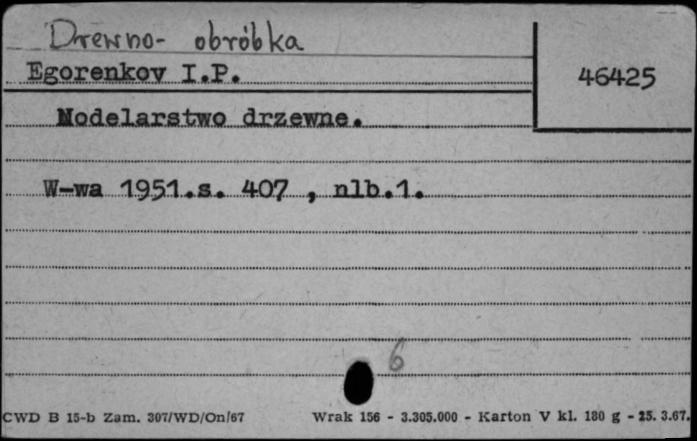 Drewno- obróbka
Egorenkov I.P.
46425
Modelarstwo drzewne.
W-wa 1951.s. 407 , nlb.1.
6
CWD B 15-b Zam. 307/WD/On/67 Wrak 156 - 3.305.000 - Karton V kl. 180 g - 25. 3.67.